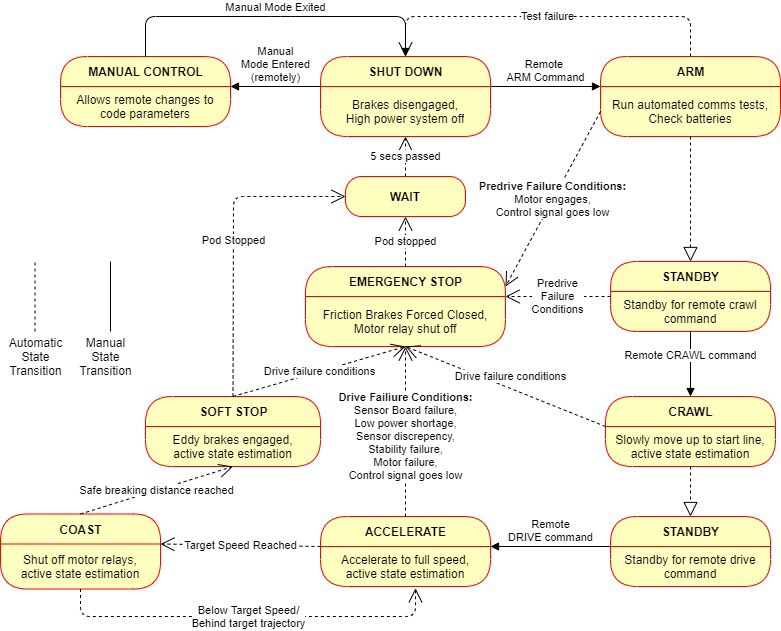 Manual Mode Exited
Test failure
MANUAL CONTROL
Allows remote changes to
code parameters
Manual
Mode Entered
(remotely)
SHUT DOWN
Brakes disengaged,
High power system off
Remote
ARM Command
ARM
Run automated comms tests,
Check batteries
5 secs passed
WAIT
Predrive Failure Conditions:
Motor engages,
Control signal goes low
Pod Stopped
Pod stopped
EMERGENCY STOP
Friction Brakes Forced Closed,
Motor relay shut off
Predrive
Failure
Conditions
STANDBY
Standby for remote crawl
command
Automatic
State
Transition
Manual
State
Transition
Remote CRAWL command
Drive failure conditions
Drive failure conditions
SOFT STOP
Eddy brakes engaged,
active state estimation
Drive Failiure Conditions:
Sensor Board failure,
Low power shortage,
Sensor discrepency,
Stability failure,
Motor failure,
Control signal goes low
CRAWL
Slowly move up to start line,
active state estimation
Safe breaking distance reached
COAST
Shut off motor relays,
active state estimation
Target Speed Reached
ACCELERATE
Accelerate to full speed,
active state estimation
Remote
DRIVE command
STANDBY
Standby for remote drive
command
Below Target Speed/
Behind target trajectory